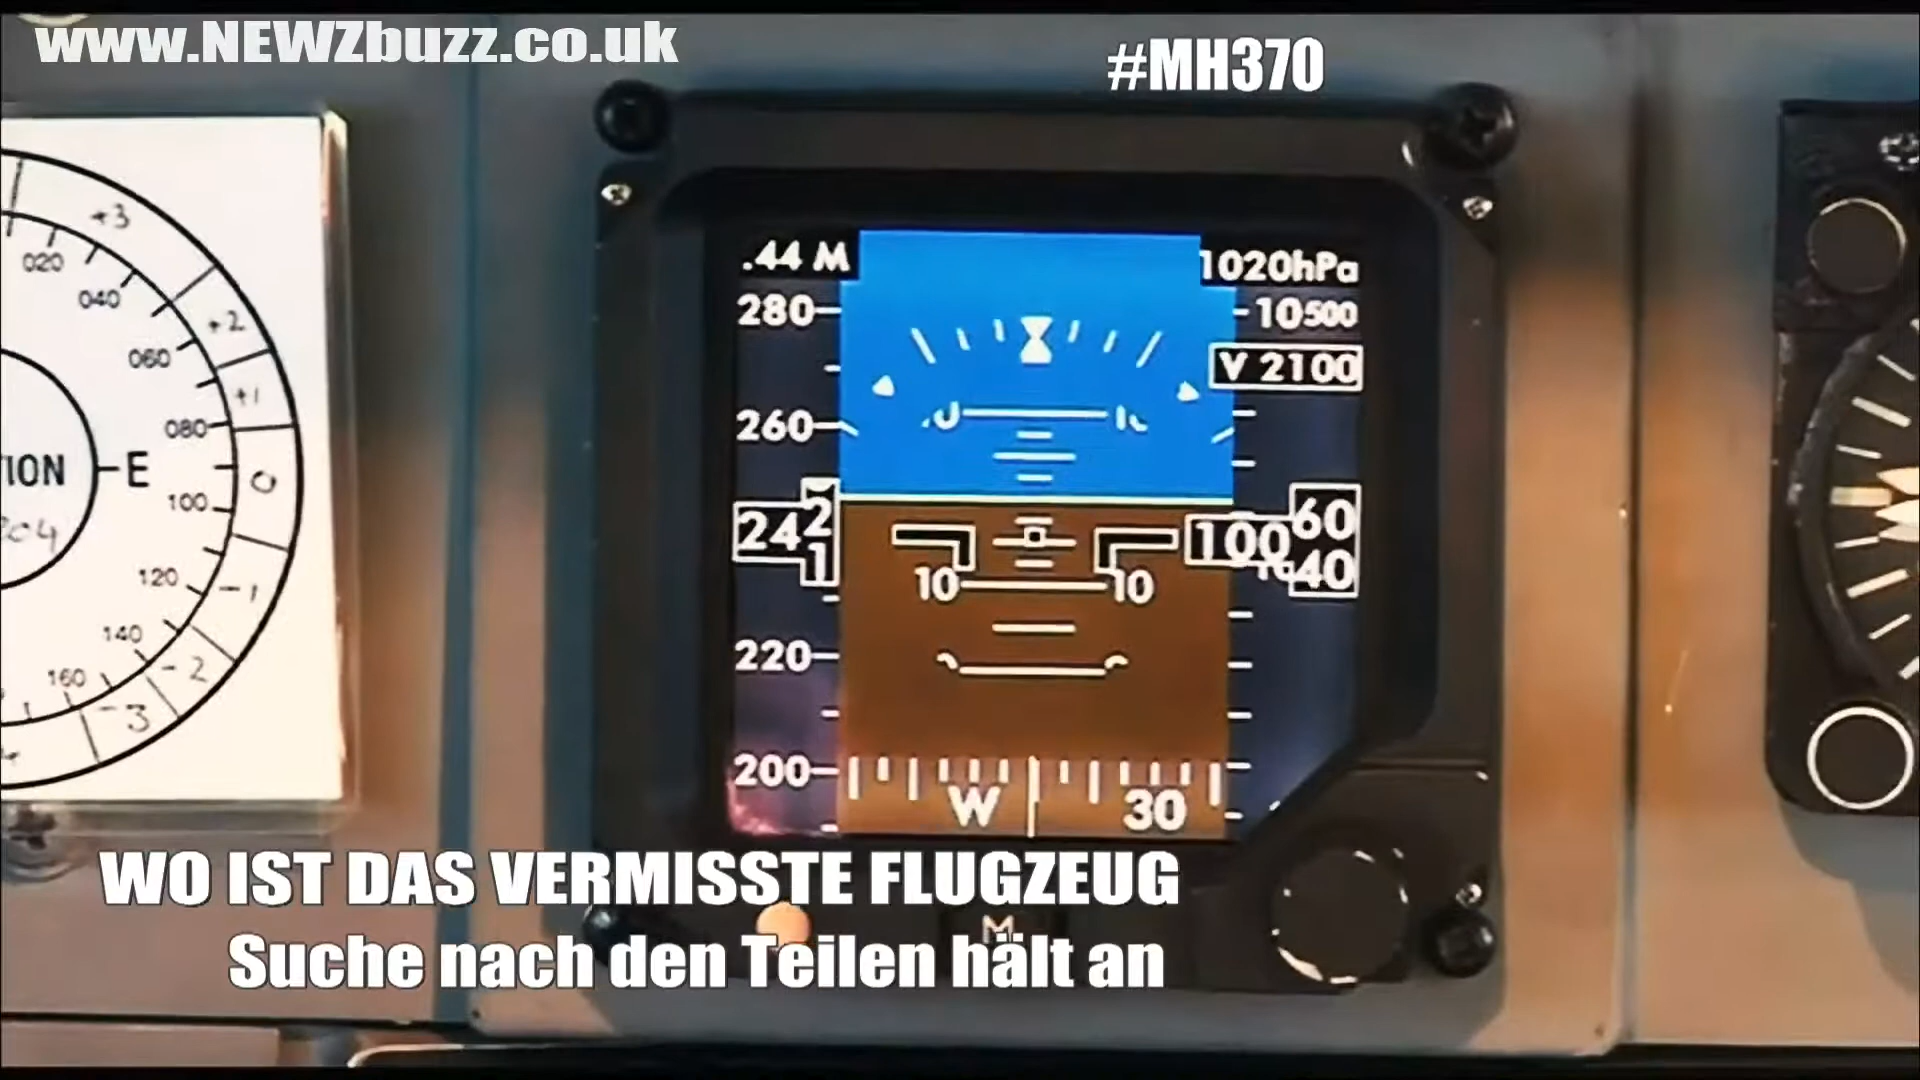 www.NEWZbuzz.co.uk
#MH370
.44 M
1020hPa
280
10500
V 2100
260
242
1
100
60
40
10 10
220
200
W 30
M
+3
020
040
+2
060
+1
080
TION
E
0
100
120
-1
140
-2
160
-3
WO IST DAS VERMISSTE FLUGZEUG
Suche nach den Teilen hält an